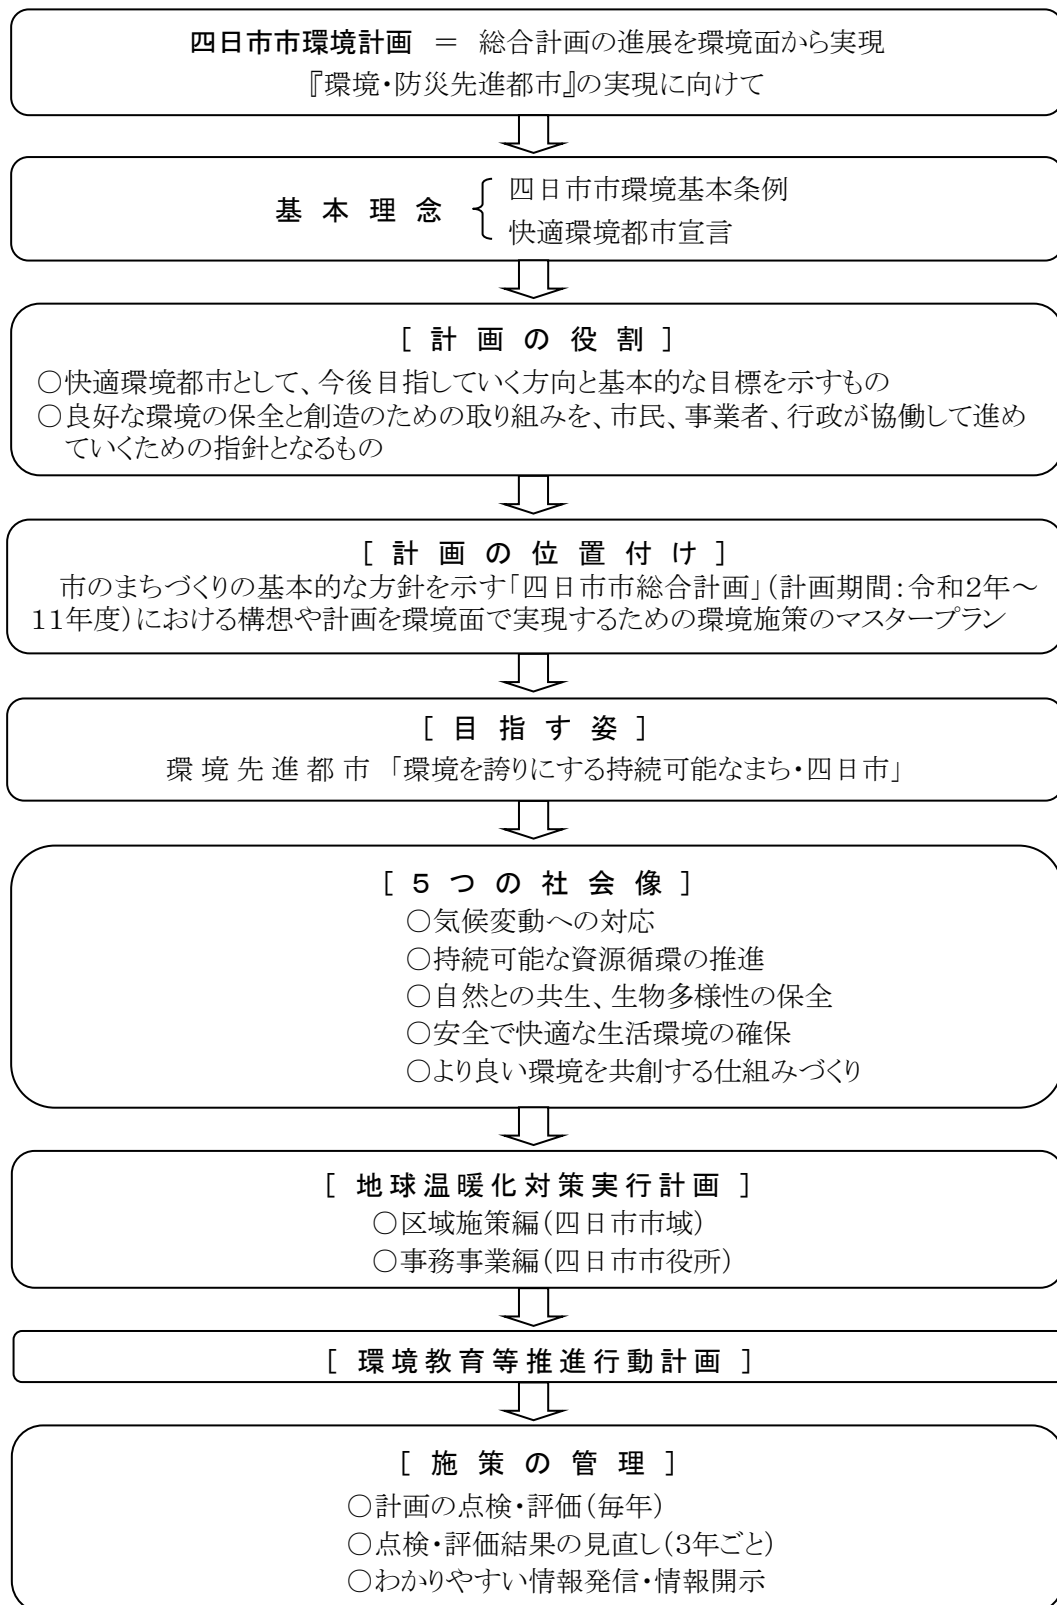 四日市市環境計画 = 総合計画の進展を環境面から実現
『環境・防災先進都市』の実現に向けて
基本理念
四日市市環境基本条例
快適環境都市宣言
[計画の役割]
○快適環境都市として、今後目指していく方向と基本的な目標を示すもの
○良好な環境の保全と創造のための取り組みを、市民、事業者、行政が協働して進め
ていくための指針となるもの
[計画の位置付け]
市のまちづくりの基本的な方針を示す「四日市市総合計画」(計画期間:令和2年~
11年度)における構想や計画を環境面で実現するための環境施策のマスタープラン
[目指す姿]
環境先進都市「環境を誇りにする持続可能なまち・四日市」
[5つの社会像]
○気候変動への対応
○持続可能な資源循環の推進
○自然との共生、生物多様性の保全
○安全で快適な生活環境の確保
○より良い環境を共創する仕組みづくり
[地球温暖化対策実行計画]
○区域施策編(四日市市域)
○事務事業編(四日市市役所)
[環境教育等推進行動計画]
[施策の管理]
○計画の点検・評価(毎年)
○点検・評価結果の見直し(3年ごと)
○わかりやすい情報発信・情報開示